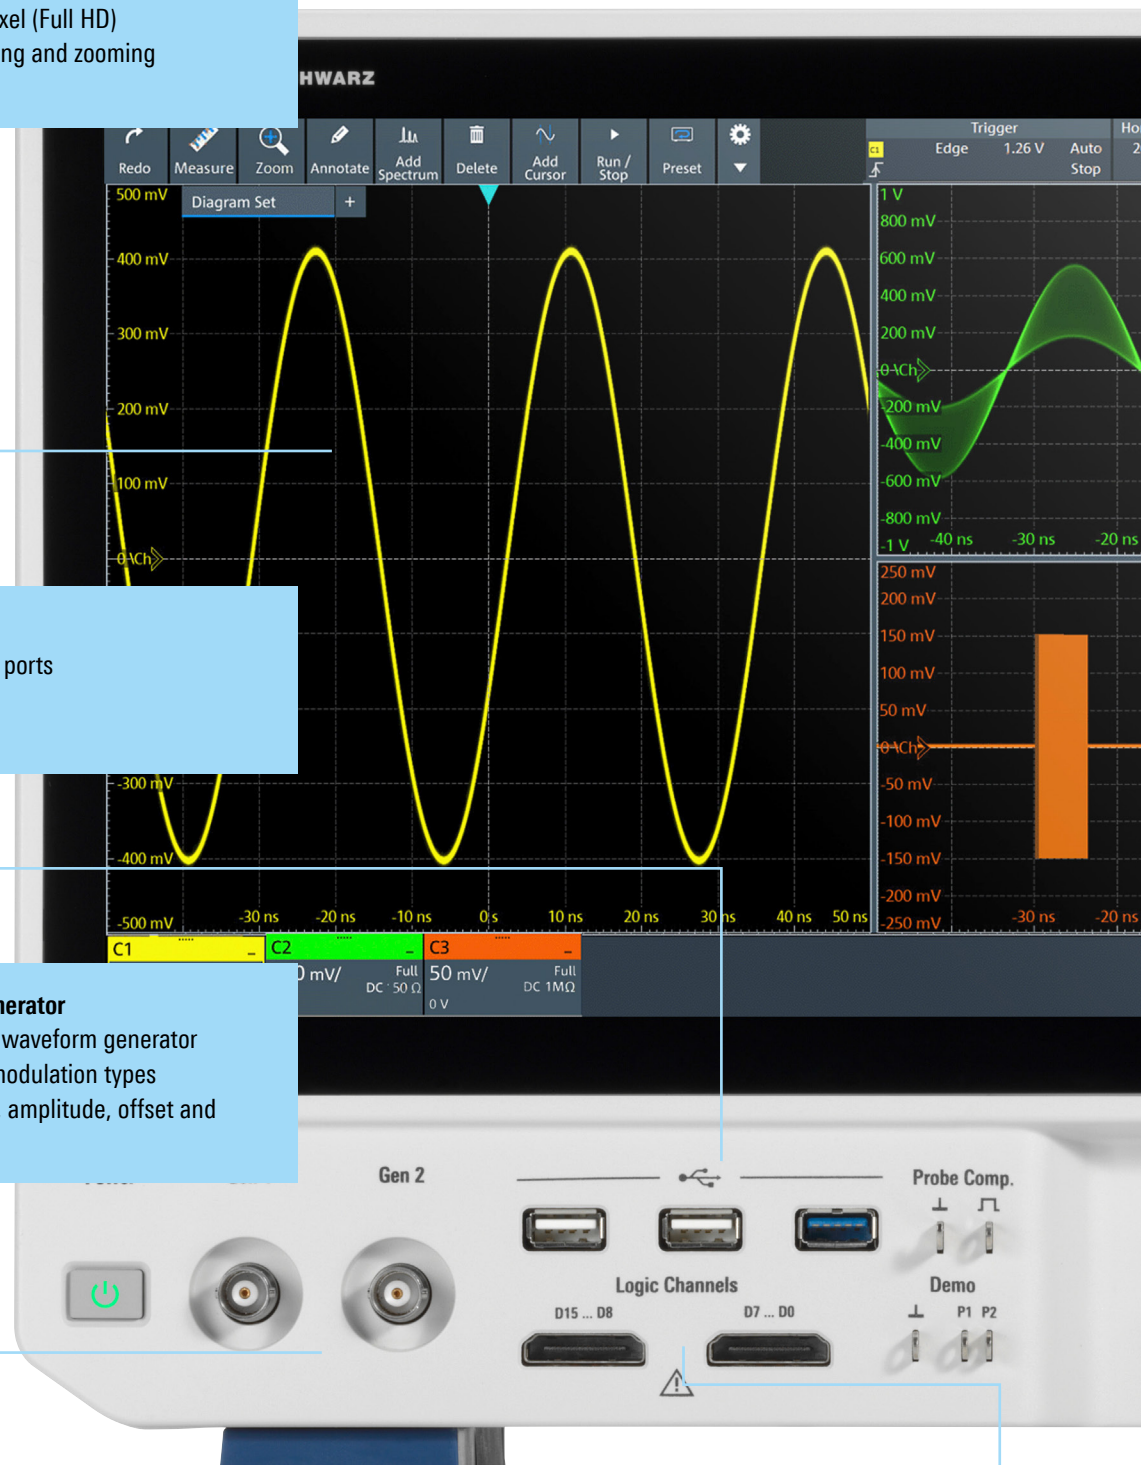 xel (Full HD)
ng and zooming
HWARZ
Redo
Measure
Zoom
Annotate
Add Spectrum
Delete
Add Cursor
Run / Stop
Preset
Trigger
Ho
C1
Edge 1.26 V Auto
Stop
Diagram Set +
500 mV
400 mV
300 mV
200 mV
100 mV
0 \Ch
-300 mV
-400 mV
-500 mV
-30 ns -20 ns -10 ns 0 s 10 ns 20 ns 30 ns 40 ns 50 ns
1 V
800 mV
600 mV
400 mV
200 mV
0 \Ch
-200 mV
-400 mV
-600 mV
-800 mV
-1 V
-40 ns -30 ns -20 ns
250 mV
200 mV
150 mV
100 mV
50 mV
0 \Ch
-50 mV
-100 mV
-150 mV
-200 mV
-250 mV
-30 ns -20 ns
ports
C1
C2
0 mV/ Full
DC 50 Ω
C3
50 mV/ Full
DC 1MΩ
0 V
nerator
waveform generator
modulation types
, amplitude, offset and
Gen 2
Probe Comp.
Logic Channels
D15 ... D8
D7 ... D0
Demo
P1 P2